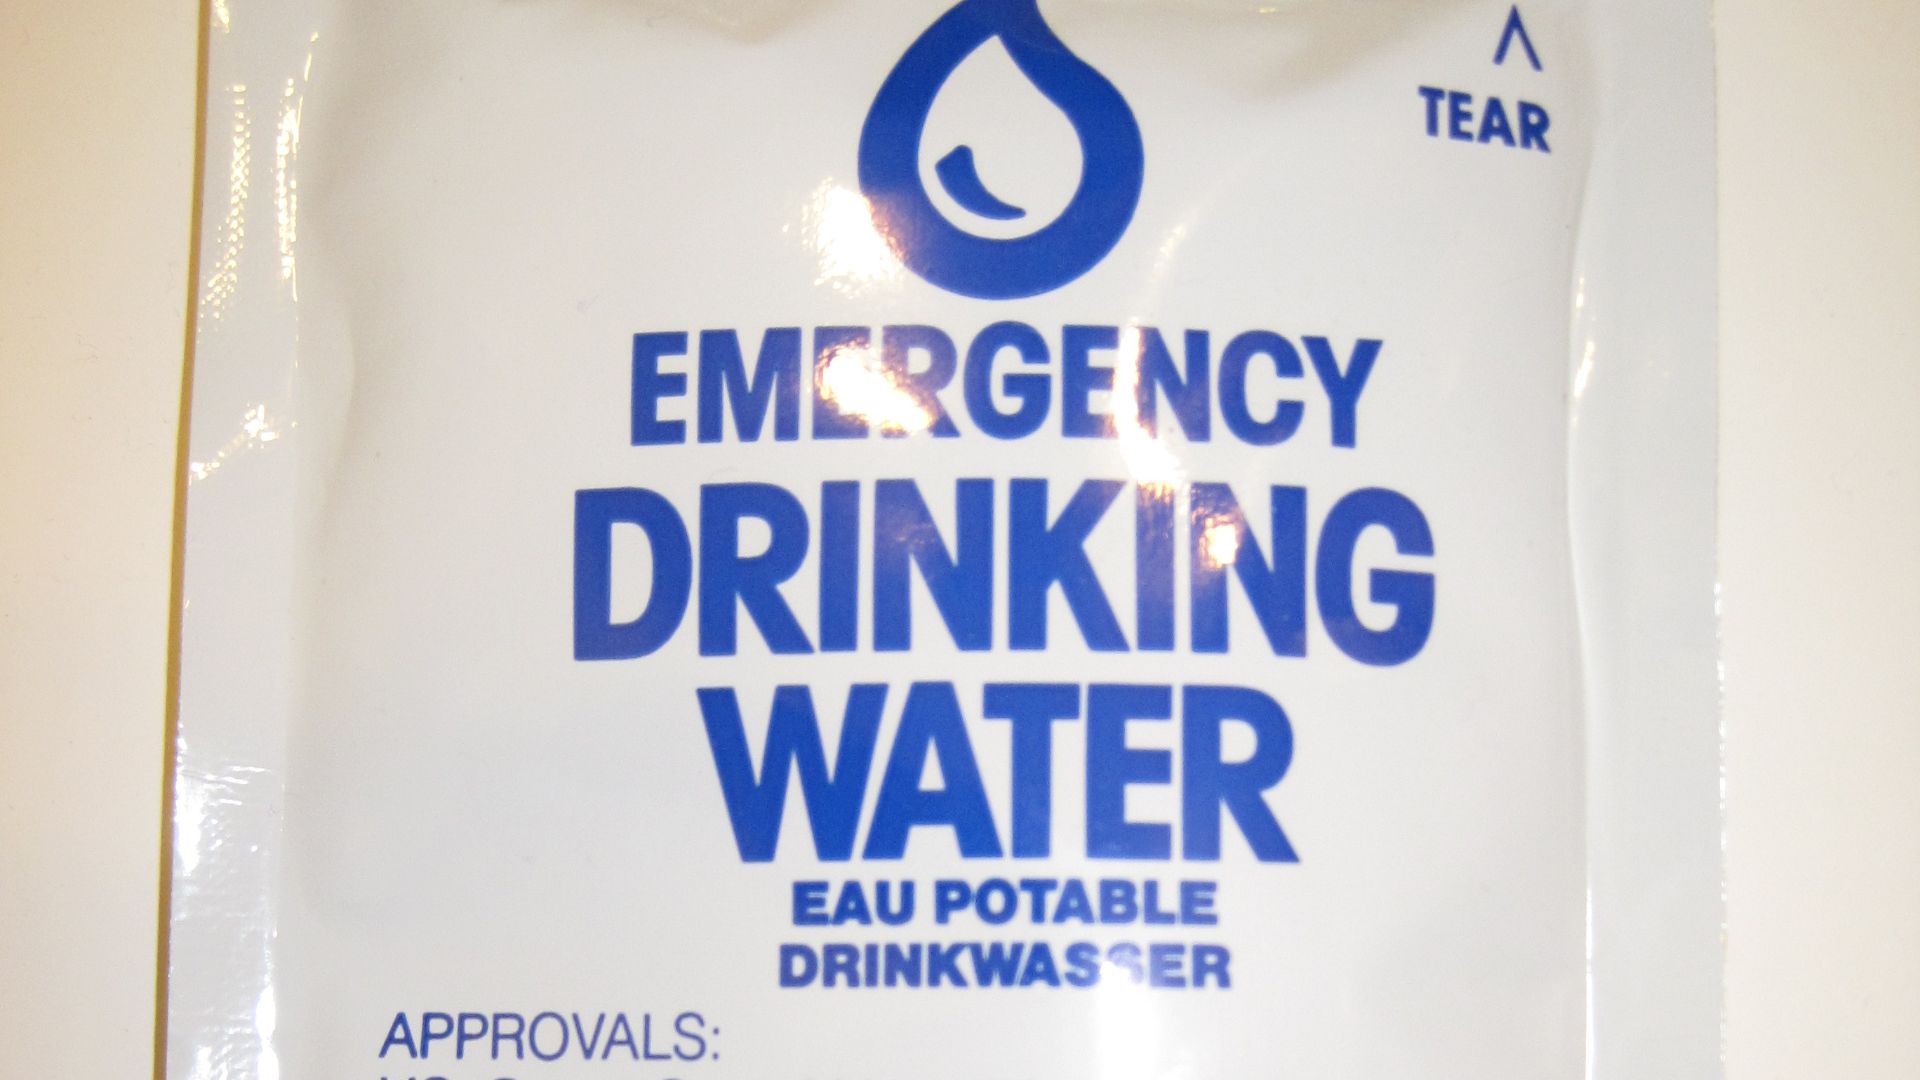 TEAR
EMERGENCY
DRINKING
WATER
EAU POTABLE
DRINKWASSER
APPROVALS: